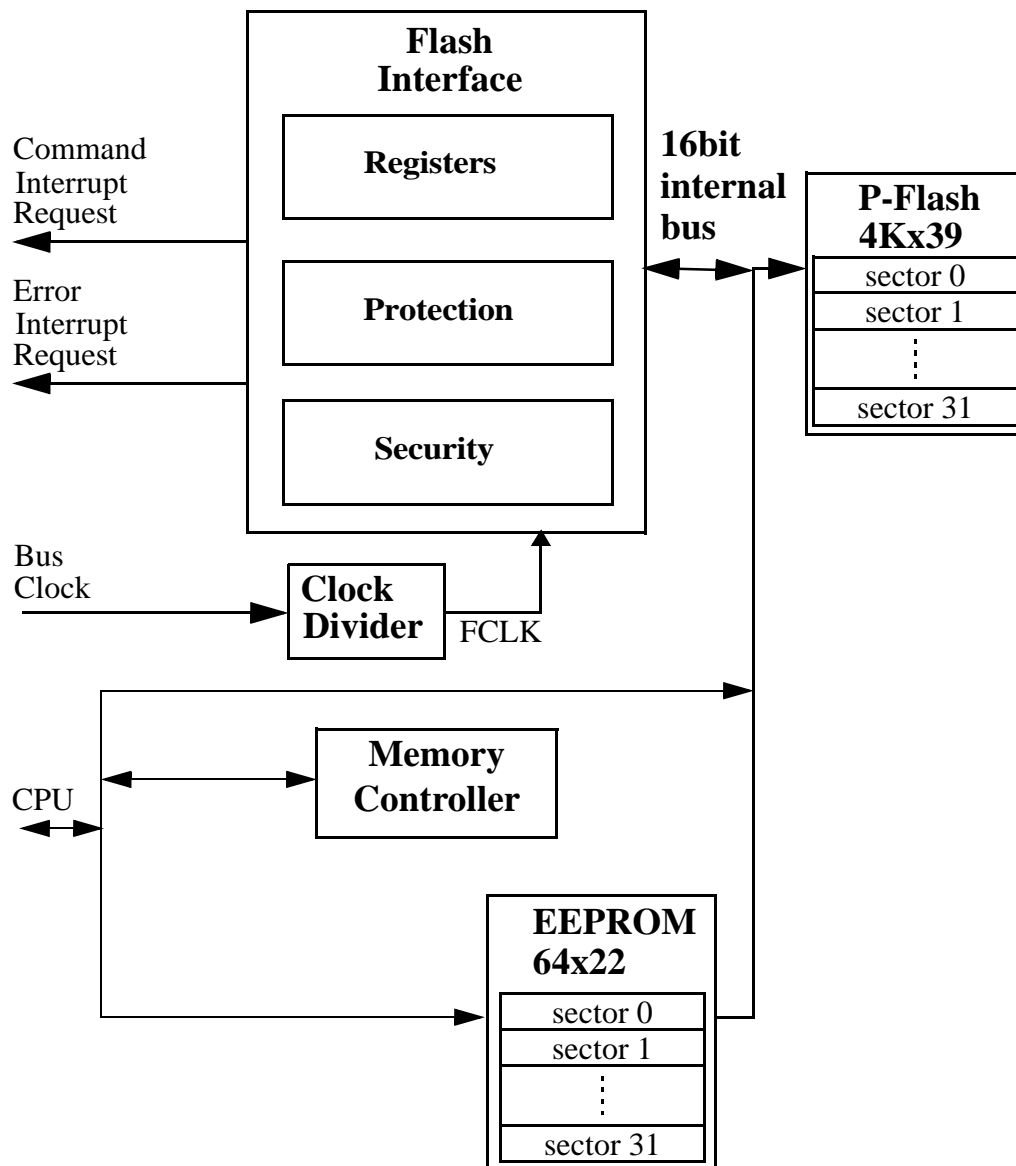 Flash
Interface
Registers
Protection
Security
Command
Interrupt
Request
Error
Interrupt
Request
16bit
internal
bus
P-Flash
4Kx39
sector 0
sector 1
sector 31
Bus
Clock
Clock
Divider
FCLK
Memory
Controller
CPU
EEPROM
64x22
sector 0
sector 1
sector 31